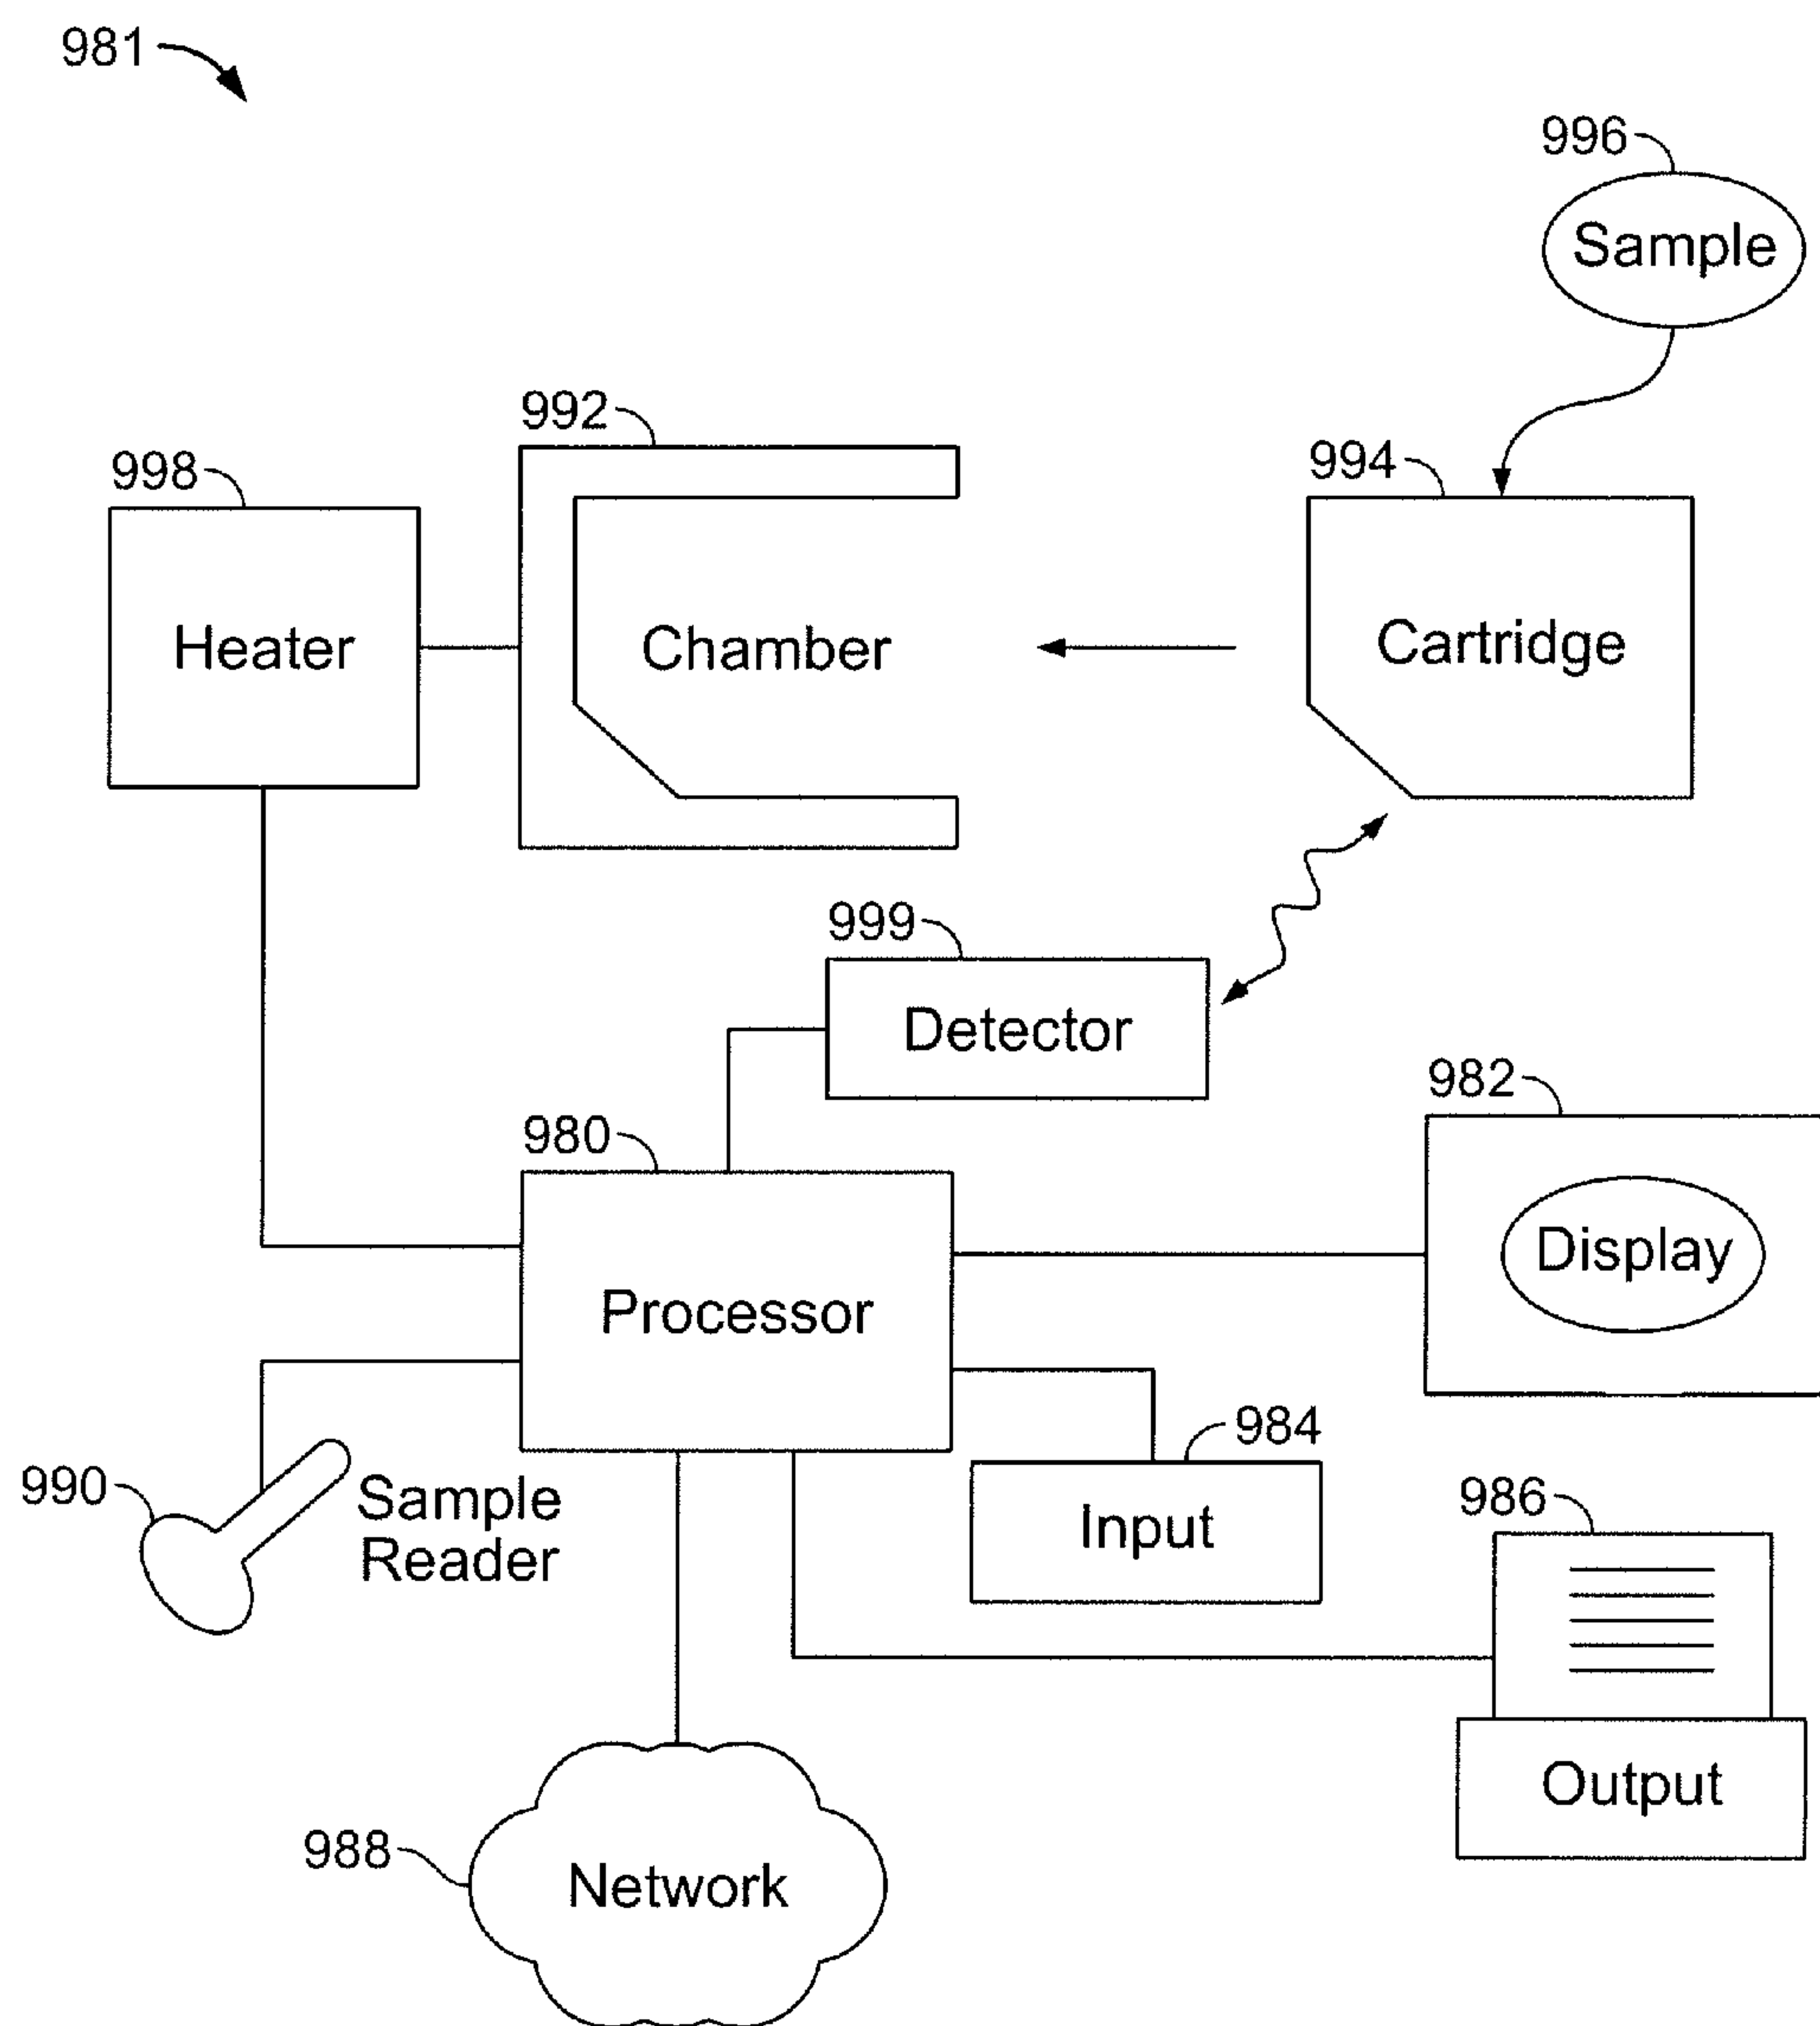 981
996
Sample
992
998
994
Heater
Chamber
Cartridge
999
Detector
982
980
Display
Processor
984
990
Sample
Reader
986
Input
Output
988
Network